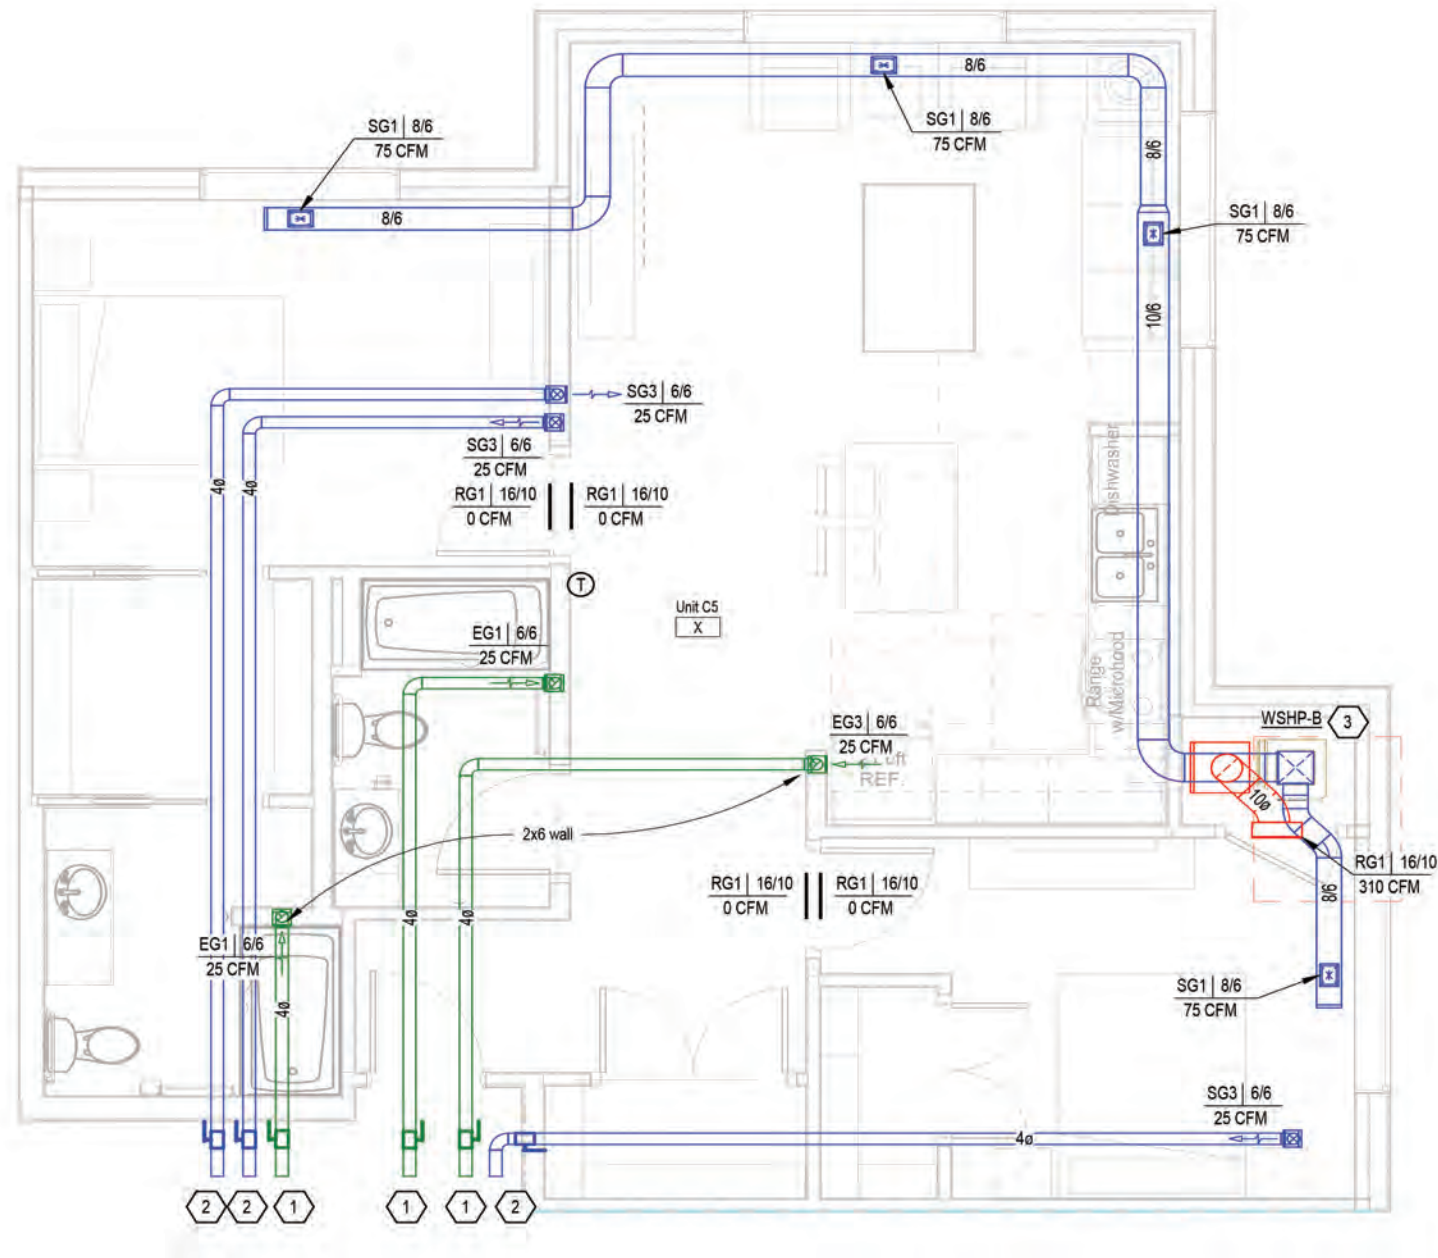 8/6
SG1 | 8/6
75 CFM
SG1 | 8/6
75 CFM
8/6
8/6
SG1 | 8/6
75 CFM
10/6
SG3 | 6/6
25 CFM
SG3 | 6/6
25 CFM
4ø
4ø
RG1 | 16/10
0 CFM
RG1 | 16/10
0 CFM
Dishwasher
T
Unit C5
X
EG1 | 6/6
25 CFM
Range
w/Microhood
EG3 | 6/6
25 CFM
REF.
WSHP-B
3
10ø
2x6 wall
RG1 | 16/10
310 CFM
RG1 | 16/10
0 CFM
RG1 | 16/10
0 CFM
8/6
4ø
4ø
EG1 | 6/6
25 CFM
4ø
SG1 | 8/6
75 CFM
SG3 | 6/6
25 CFM
4ø
2
2
1
1
1
2